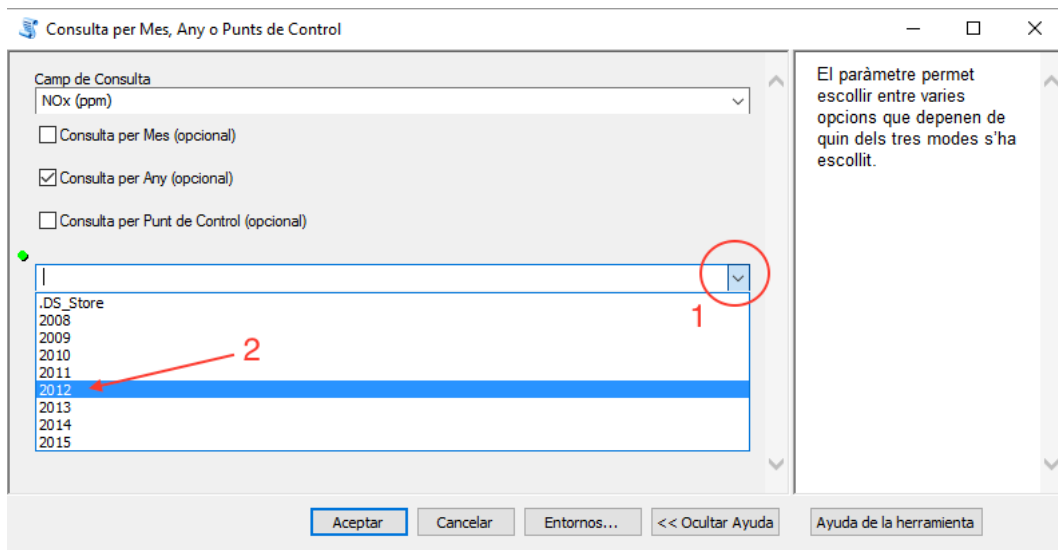 Consulta per Mes, Any o Punts de Control
Camp de Consulta
NOx (ppm)
Consulta per Mes (opcional)
Consulta per Any (opcional)
Consulta per Punt de Control (opcional)
.DS_Store
2008
2009
2010
2011
2012
2013
2014
2015
1
2
El paràmetre permet
escollir entre varies
opcions que depenen de
quin dels tres modes s'ha
escollit.
Aceptar
Cancelar
Entornos...
<< Ocultar Ayuda
Ayuda de la herramienta